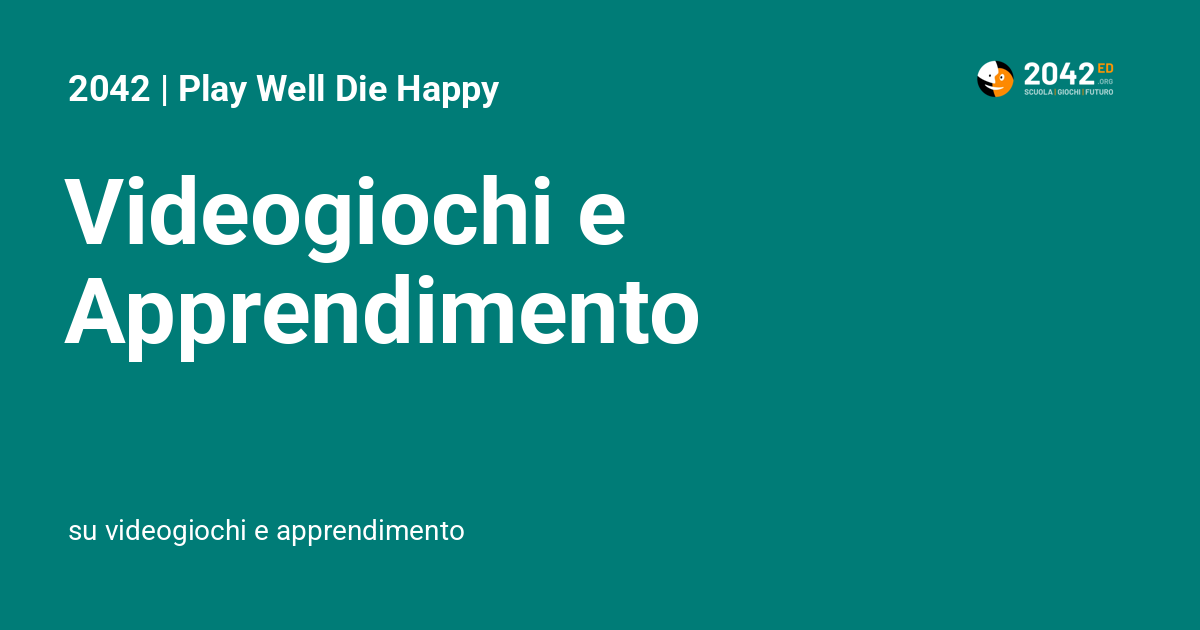 2042 | Play Well Die Happy
2042 ED
.ORG
SCUOLA | GIOCHI | FUTURO
Videogiochi e
Apprendimento
su videogiochi e apprendimento